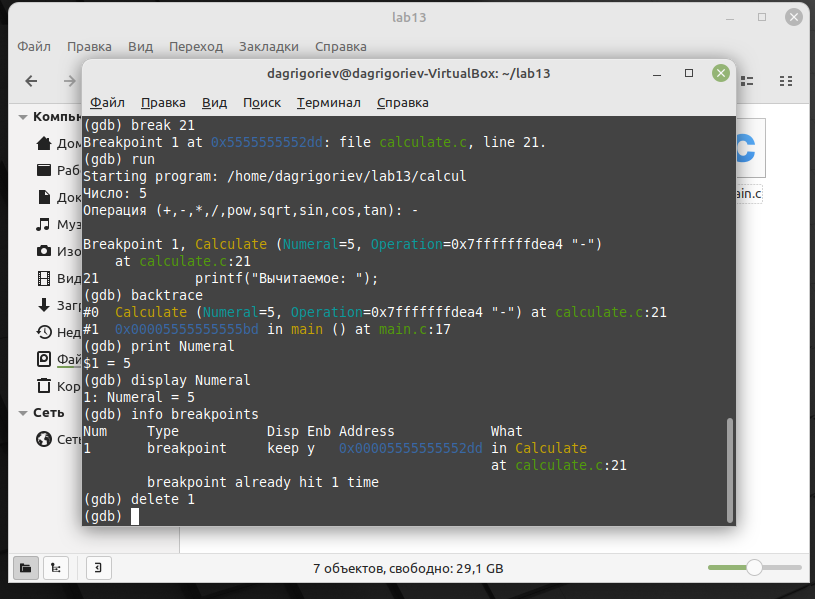 lab13
Файл Правка Вид Переход Закладки Справка
dagrigoriev@dagrigoriev-VirtualBox: ~/lab13
Файл Правка Вид Поиск Терминал Справка
(gdb) break 21
Breakpoint 1 at 0x5555555552dd: file calculate.c, line 21.
(gdb) run
Starting program: /home/dagrigoriev/lab13/calcul
Число: 5
Операция (+,-,*,/,pow,sqrt,sin,cos,tan): -
Breakpoint 1, Calculate (Numeral=5, Operation=0x7fffffffdea4 "-")
at calculate.c:21
21 printf("Вычитаемое: ");
(gdb) backtrace
#0 Calculate (Numeral=5, Operation=0x7fffffffdea4 "-") at calculate.c:21
#1 0x00005555555555bd in main () at main.c:17
(gdb) print Numeral
$1 = 5
(gdb) display Numeral
1: Numeral = 5
(gdb) info breakpoints
Num Type Disp Enb Address What
1 breakpoint keep y 0x00005555555552dd in Calculate
at calculate.c:21
breakpoint already hit 1 time
(gdb) delete 1
(gdb)
Компьн
Дом
Раб
Док
Муз
Изо
Вид
Загр
Нед
Фай
Кор
Сеть
Сеть
ain.c
7 объектов, свободно: 29,1 GB